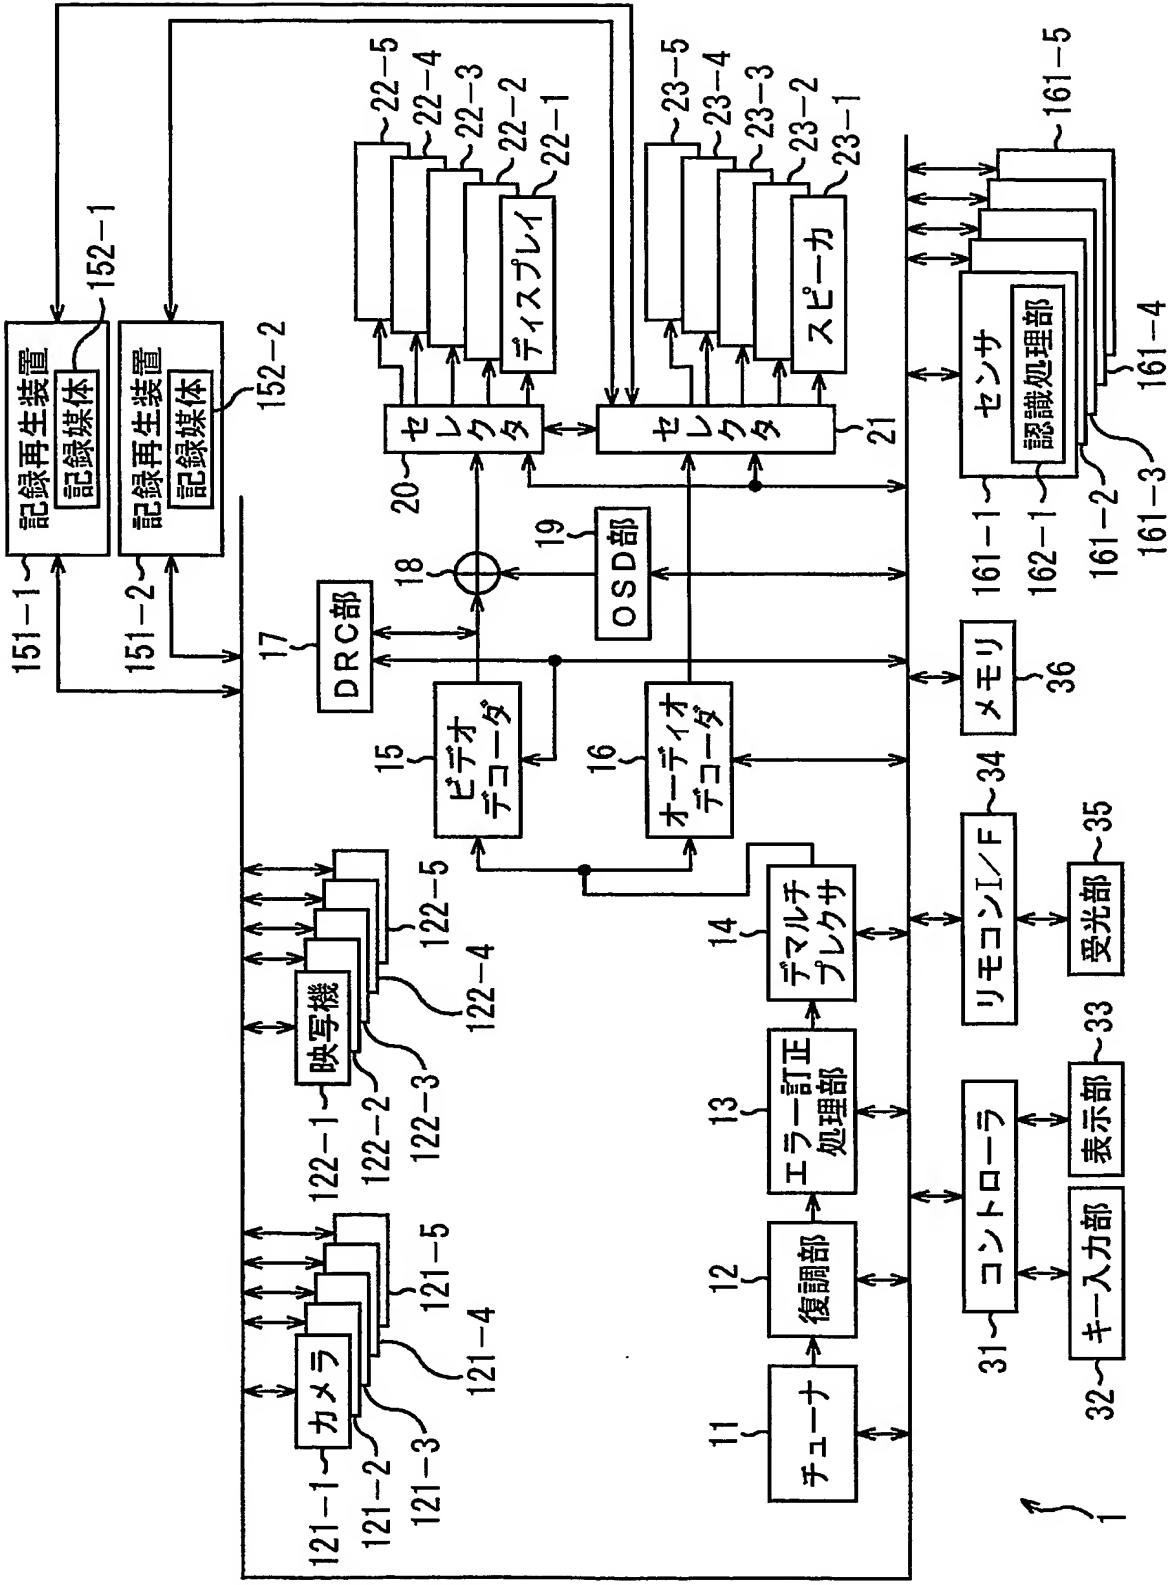 記録再生装置
記録媒体
152-1
151-1
記録再生装置
記録媒体
152-2
151-2
カメラ
121-1
121-2
121-3
121-4
121-5
映写機
122-1
122-2
122-3
122-4
122-5
DRC部
17
ビデオ
デコーダ
15
18
OSD部
19
オーディオ
デコーダ
16
セレクタ
20
セレクタ
21
22-5
22-4
22-3
22-2
22-1
ディスプレイ
23-5
23-4
23-3
23-2
23-1
スピーカ
チューナ
11
復調部
12
エラー訂正
処理部
13
デマルチ
プレクサ
14
コントローラ
31
キー入力部
32
表示部
33
リモコンI/F
34
受光部
35
メモリ
36
センサ
認識処理部
161-1
162-1
161-2
161-3
161-4
161-5
1